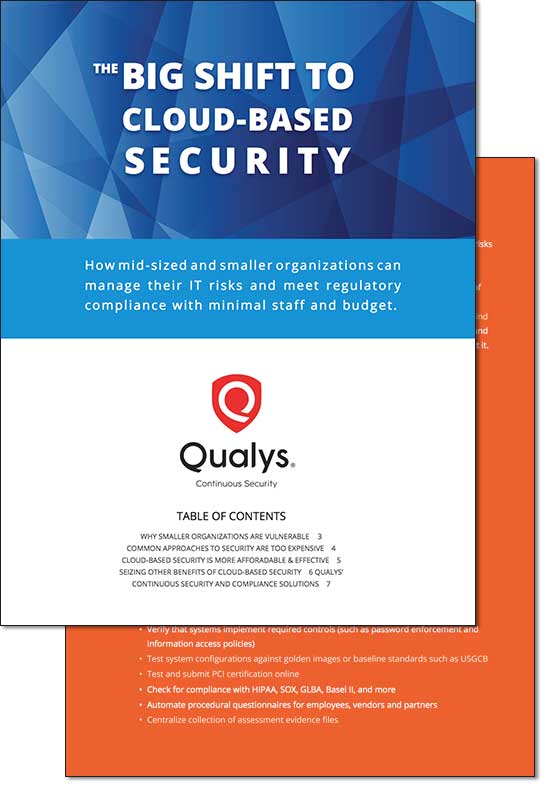 THE BIG SHIFT TO
CLOUD-BASED
SECURITY
How mid-sized and smaller organizations can
manage their IT risks and meet regulatory
compliance with minimal staff and budget.
Qualys®
Continuous Security
TABLE OF CONTENTS
WHY SMALLER ORGANIZATIONS ARE VULNERABLE 3
COMMON APPROACHES TO SECURITY ARE TOO EXPENSIVE 4
CLOUD-BASED SECURITY IS MORE AFFORADABLE & EFFECTIVE 5
SEIZING OTHER BENEFITS OF CLOUD-BASED SECURITY 6 QUALYS'
CONTINUOUS SECURITY AND COMPLIANCE SOLUTIONS 7
risks
of
and
it.
• Verify that systems implement required controls (such as password enforcement and
information access policies)
• Test system configurations against golden images or baseline standards such as USGCB
• Test and submit PCI certification online
• Check for compliance with HIPAA, SOX, GLBA, Basel II, and more
• Automate procedural questionnaires for employees, vendors and partners
• Centralize collection of assessment evidence files